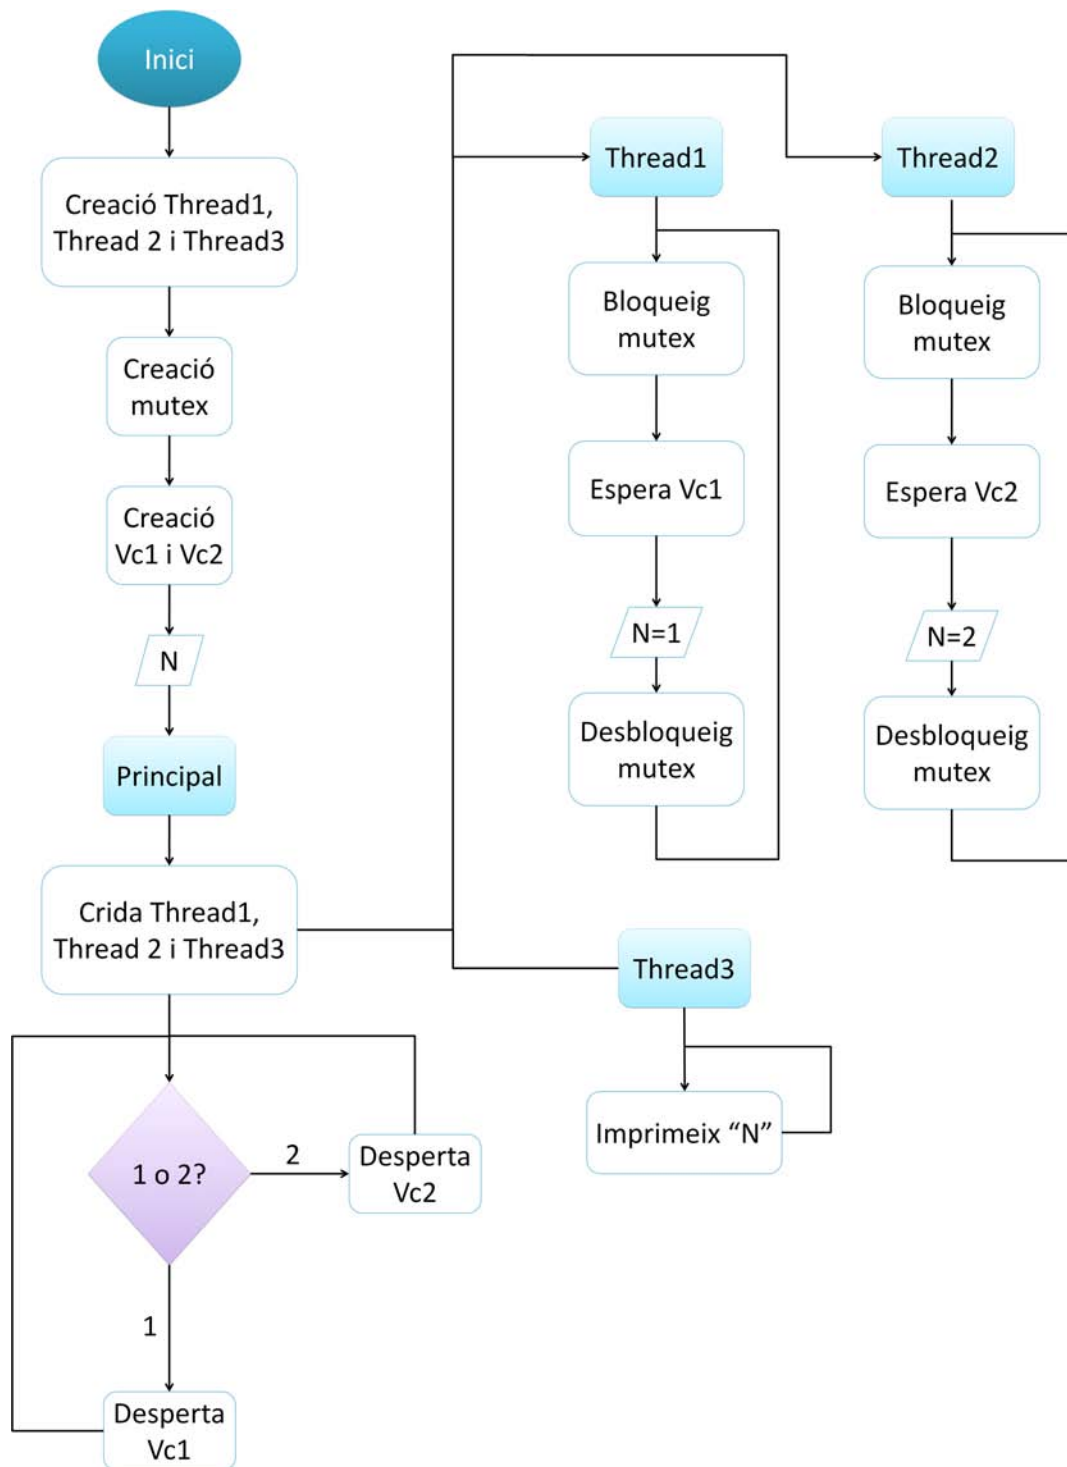 Inici
Creació Thread1,
Thread 2 i Thread3
Creació
mutex
Creació
Vc1 i Vc2
N
Principal
Crida Thread1,
Thread 2 i Thread3
1 o 2?
2
Desperta
Vc2
1
Desperta
Vc1
Thread1
Bloqueig
mutex
Espera Vc1
N=1
Desbloqueig
mutex
Thread2
Bloqueig
mutex
Espera Vc2
N=2
Desbloqueig
mutex
Thread3
Imprimeix “N”